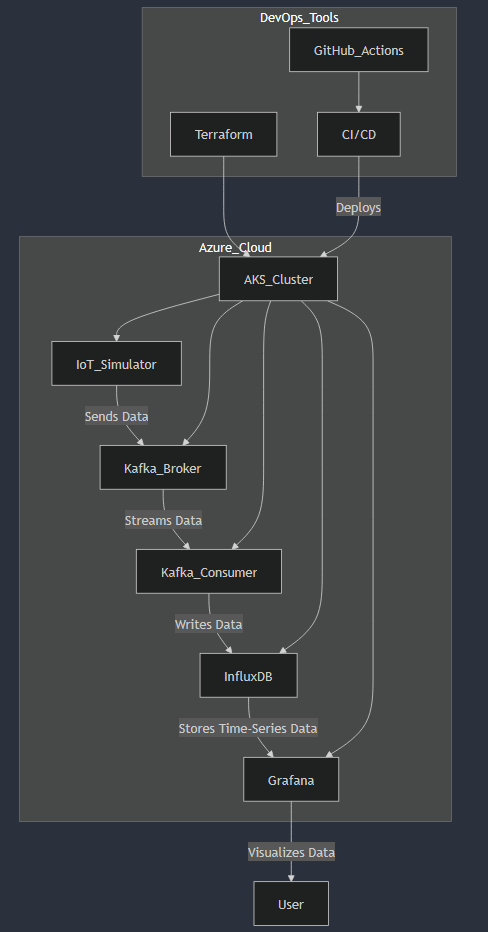 DevOps_Tools
GitHub_Actions
Terraform
CI/CD
Deploys
Azure_Cloud
AKS_Cluster
IoT_Simulator
Sends Data
Kafka_Broker
Streams Data
Kafka_Consumer
Writes Data
InfluxDB
Stores Time-Series Data
Grafana
Visualizes Data
User